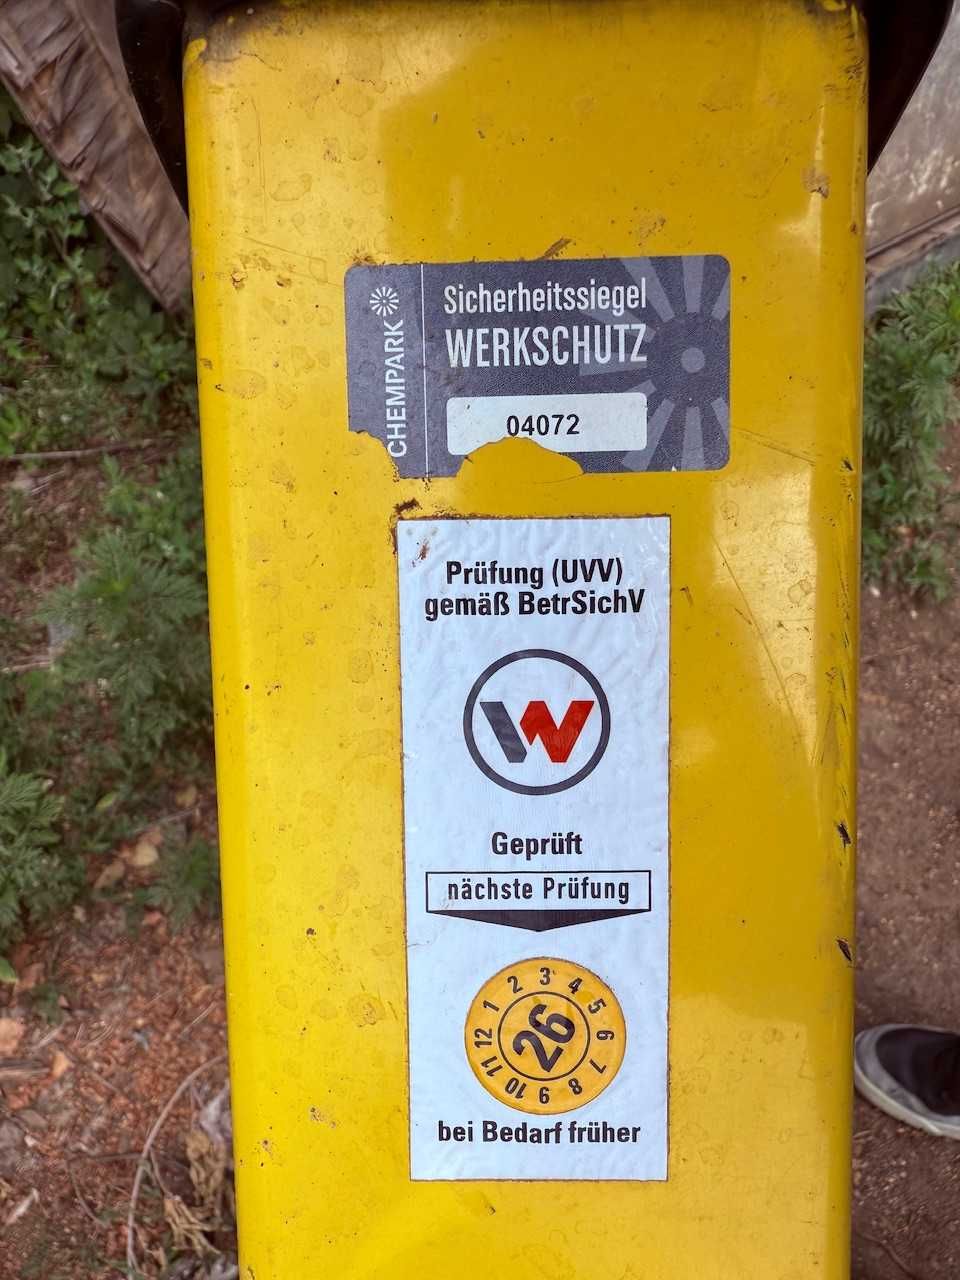 CHEMPARK
Sicherheitssiegel
WERKSCHUTZ
04072
Prüfung (UVV)
gemäß BetrSichV
W
Geprüft
nächste Prüfung
1 2 3 4 5 6 7 8 9 10 11 12
26
bei Bedarf früher